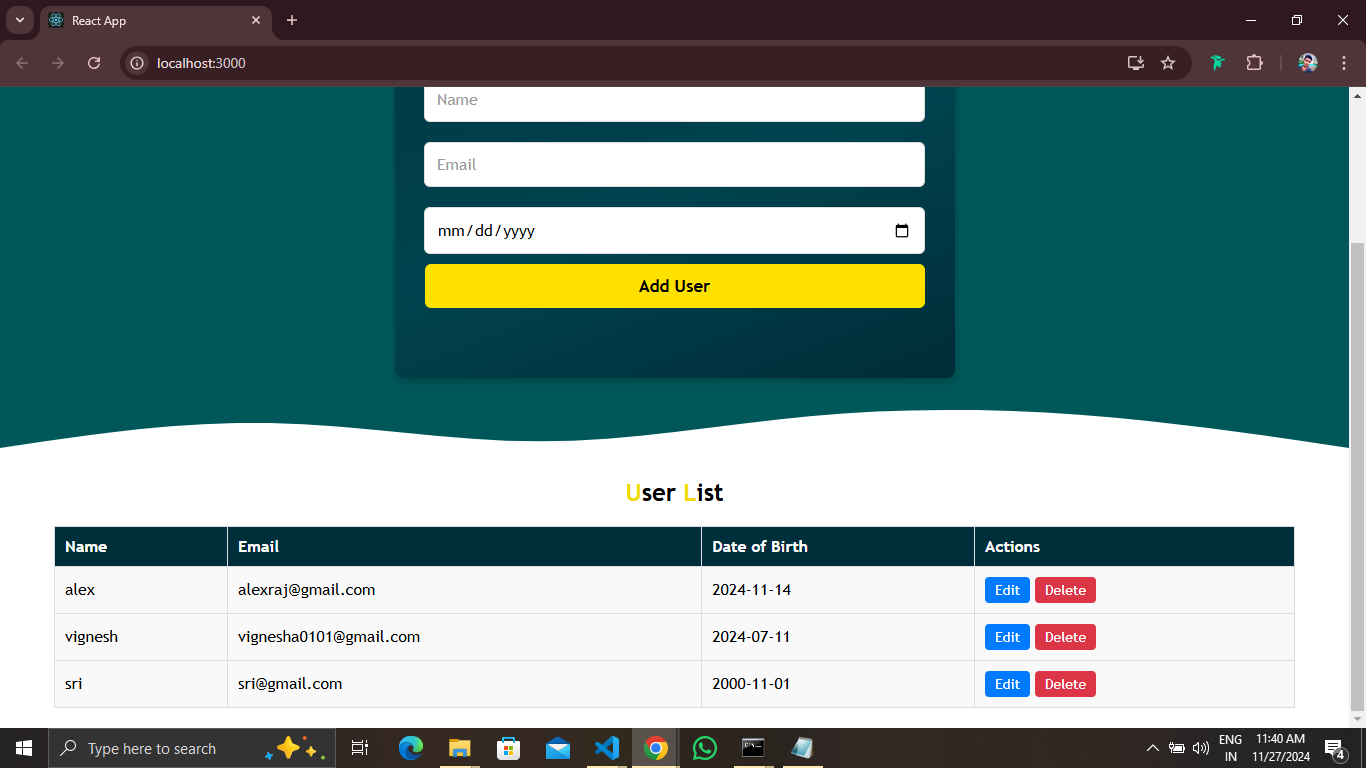 React App
localhost:3000
Name
Email
mm/dd/yyyy
Add User
User List
Name Email Date of Birth Actions
alex alexraj@gmail.com 2024-11-14 Edit Delete
vignesh vignesha0101@gmail.com 2024-07-11 Edit Delete
sri sri@gmail.com 2000-11-01 Edit Delete
Type here to search
ENG
IN
11:40 AM
11/27/2024
4